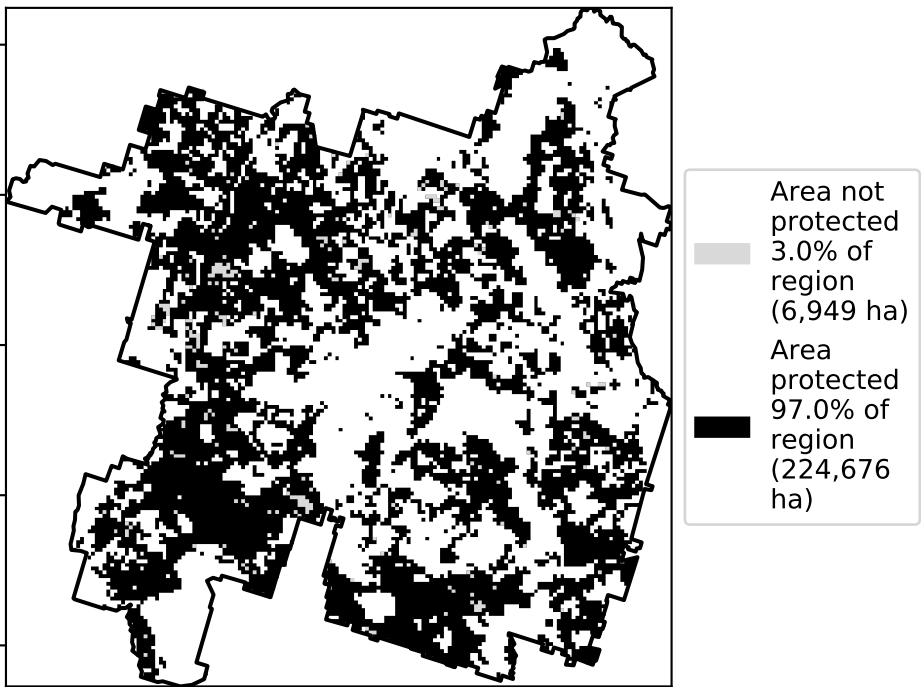 Area not
protected
3.0% of
region
(6,949 ha)
Area
protected
97.0% of
region
(224,676
ha)